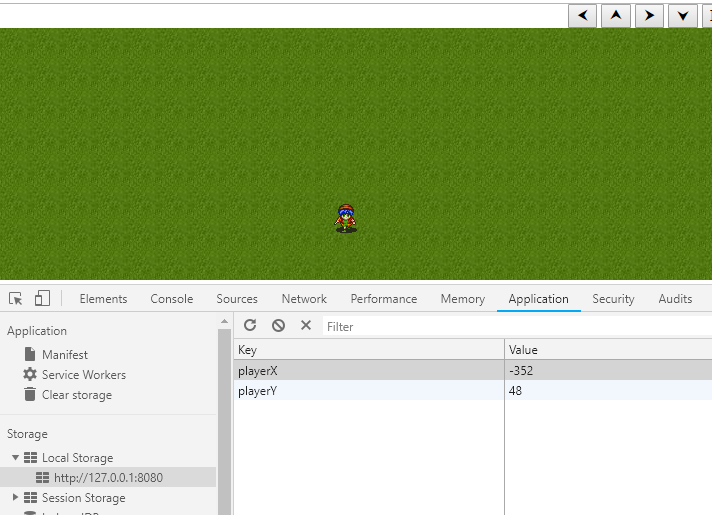 Elements Console Sources Network Performance Memory Application Security Audits
Application
Manifest
Service Workers
Clear storage
Storage
Local Storage
http://127.0.0.1:8080
Session Storage
Filter
Key Value
playerX -352
playerY 48